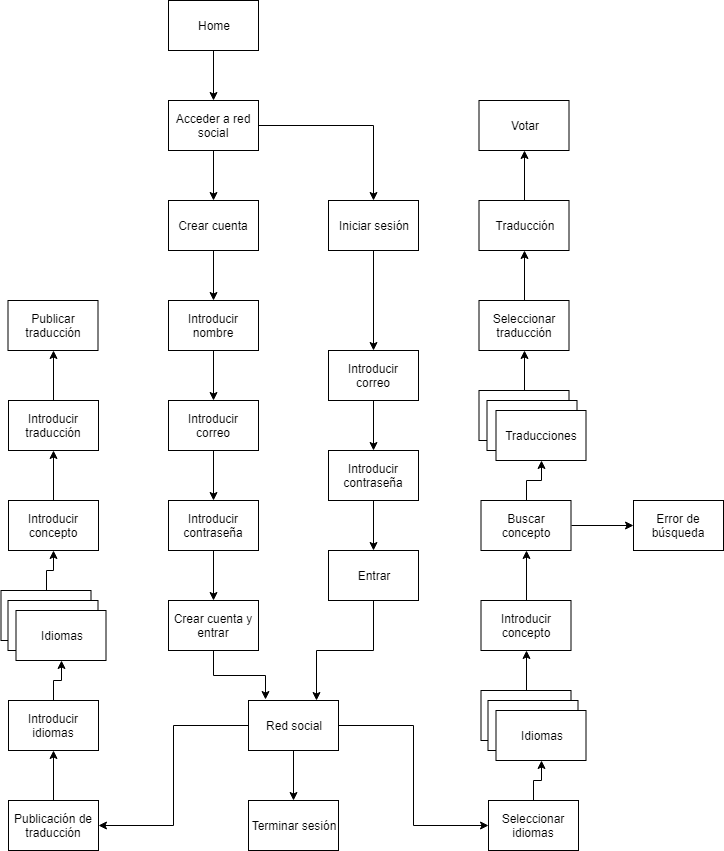 Home
Acceder a red
social
Votar
Crear cuenta
Iniciar sesión
Traducción
Publicar
traducción
Introducir
nombre
Seleccionar
traducción
Introducir
correo
Introducir
traducción
Introducir
correo
Traducciones
Introducir
contraseña
Introducir
concepto
Introducir
contraseña
Buscar
concepto
Error de
búsqueda
Entrar
Idiomas
Crear cuenta y
entrar
Introducir
concepto
Introducir
idiomas
Red social
Idiomas
Publicación de
traducción
Terminar sesión
Seleccionar
idiomas